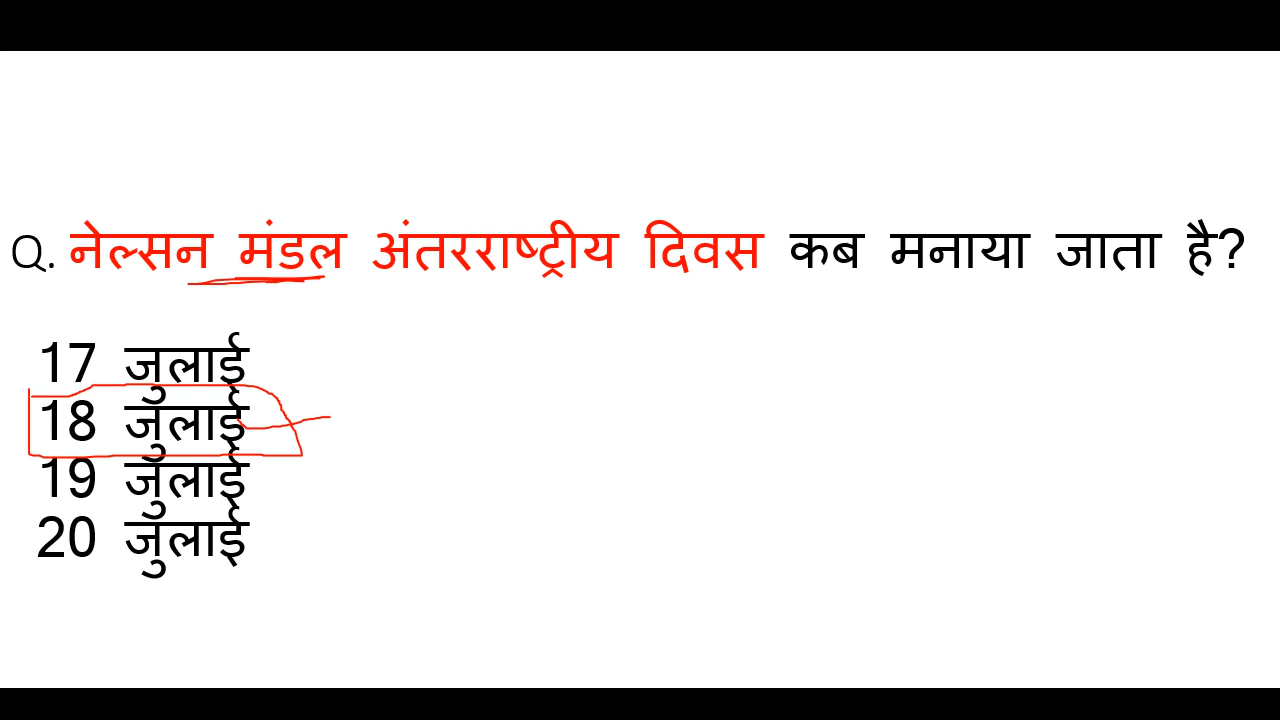 Q. नेल्सन मंडल अंतरराष्ट्रीय दिवस कब मनाया जाता है?
17 जुलाई
18 जुलाई
19 जुलाई
20 जुलाई